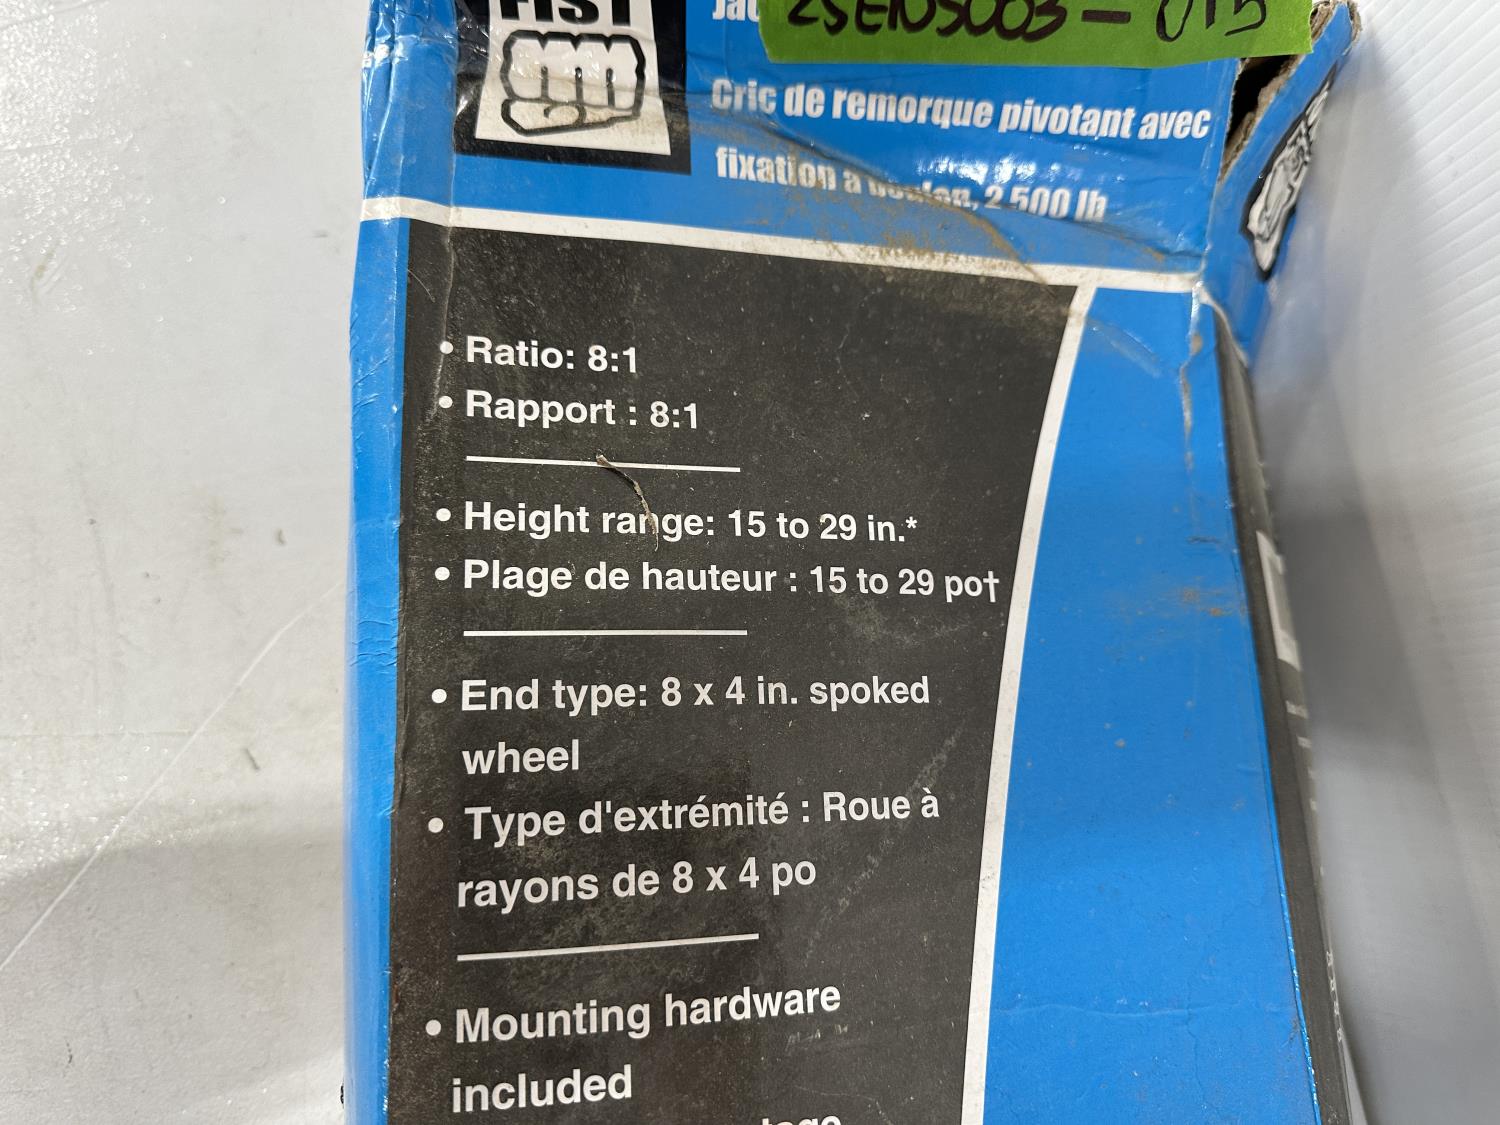 FIST
25EN05003-015
Cric de remorque pivotant avec
fixation à boulon, 2 500 lb
• Ratio: 8:1
• Rapport : 8:1
• Height range: 15 to 29 in.*
• Plage de hauteur : 15 to 29 po†
• End type: 8 x 4 in. spoked
wheel
• Type d'extrémité : Roue à
rayons de 8 x 4 po
• Mounting hardware
included